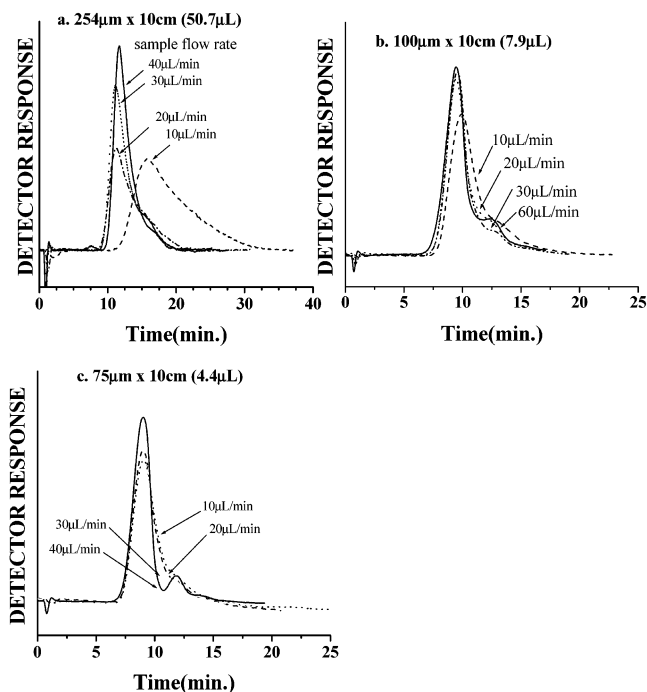 a. 254μm x 10cm (50.7μL)
sample flow rate
40μL/min
30μL/min
20μL/min
10μL/min
DETECTOR RESPONSE
0 10 20 30 40
Time(min.)
b. 100μm x 10cm (7.9μL)
10μL/min
20μL/min
30μL/min
60μL/min
DETECTOR RESPONSE
0 5 10 15 20 25
Time(min.)
c. 75μm x 10cm (4.4μL)
10μL/min
30μL/min
20μL/min
40μL/min
DETECTOR RESPONSE
0 5 10 15 20 25
Time(min.)